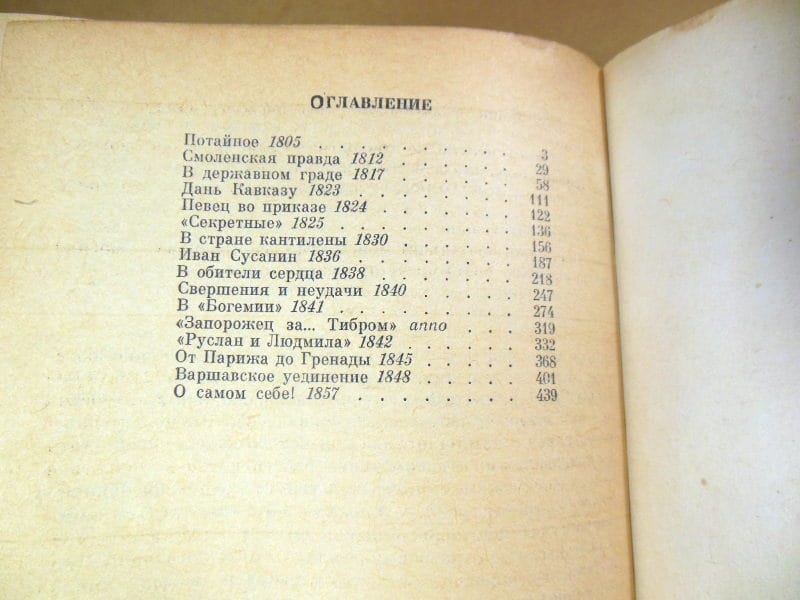 ОГЛАВЛЕНИЕ
Потайное 1805 . . . . . . . . . 3
Смоленская правда 1812 . . . . . . 29
В державном граде 1817 . . . . . . 58
Дань Кавказу 1823 . . . . . . . . 111
Певец во приказе 1824 . . . . . . 122
«Секретные» 1825 . . . . . . . . 136
В стране кантилены 1830 . . . . . . 156
Иван Сусанин 1836 . . . . . . . . 187
В обители сердца 1838 . . . . . . . 218
Свершения и неудачи 1840 . . . . . 247
В «Богемии» 1841 . . . . . . . . 274
«Запорожец за... Тибром» anno . . . 319
«Руслан и Людмила» 1842 . . . . . 332
От Парижа до Гренады 1845 . . . . . 368
Варшавское уединение 1848 . . . . . 401
О самом себе! 1857 . . . . . . . . 439